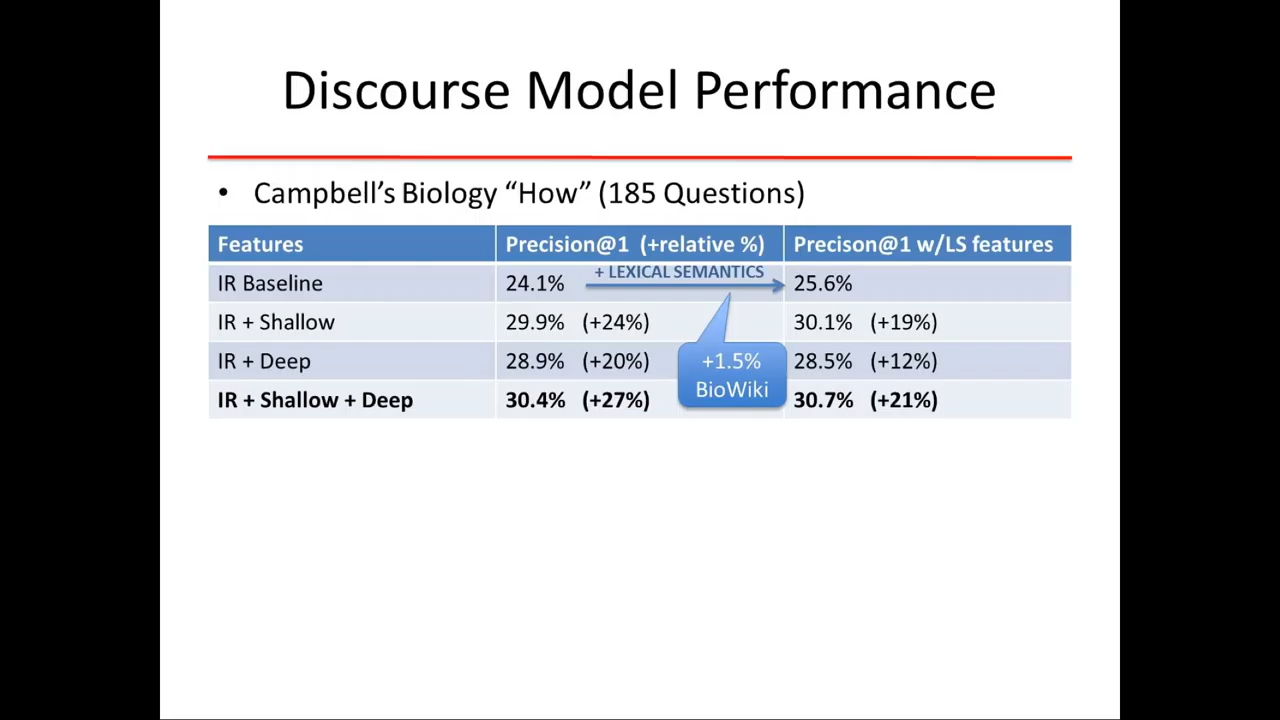 Discourse Model Performance
• Campbell's Biology “How” (185 Questions)
Features Precision@1 (+relative %) Precison@1 w/LS features
+ LEXICAL SEMANTICS
IR Baseline 24.1% 25.6%
IR + Shallow 29.9% (+24%) 30.1% (+19%)
IR + Deep 28.9% (+20%) 28.5% (+12%)
+1.5%
BioWiki
IR + Shallow + Deep 30.4% (+27%) 30.7% (+21%)